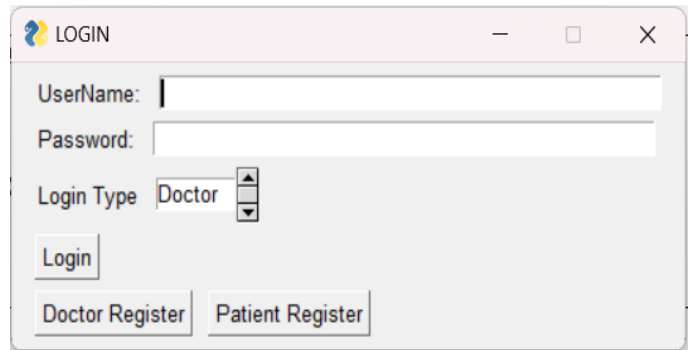 LOGIN
UserName:
Password:
Login Type Doctor
Login
Doctor Register Patient Register